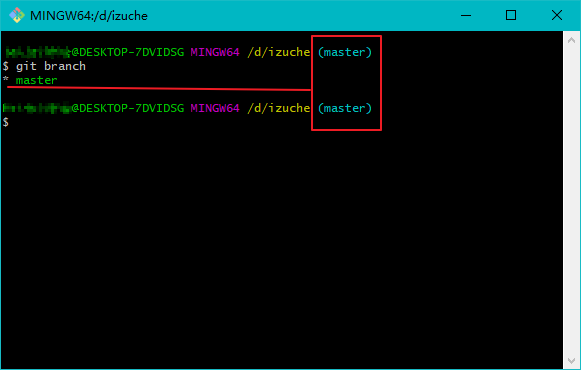 MINGW64:/d/izuche
@DESKTOP-7DVIDSG MINGW64 /d/izuche (master)
$ git branch
* master
@DESKTOP-7DVIDSG MINGW64 /d/izuche (master)
$